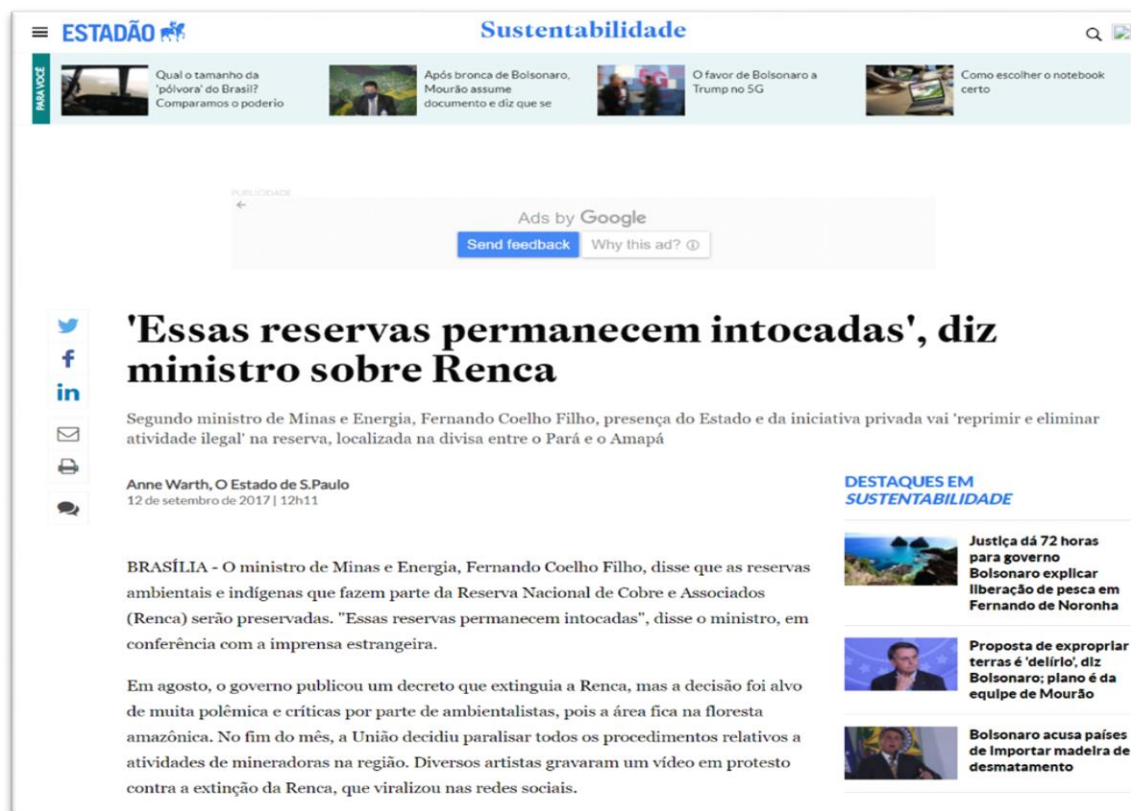 ESTADÃO
Sustentabilidade
PARA VOCÊ
Qual o tamanho da
'pólvora' do Brasil?
Comparamos o poderio
Após bronca de Bolsonaro,
Mourão assume
documento e diz que se
5G
O favor de Bolsonaro a
Trump no 5G
Como escolher o notebook
certo
PUBLICIDADE
Ads by Google
Send feedback
Why this ad?
'Essas reservas permanecem intocadas', diz
ministro sobre Renca
Segundo ministro de Minas e Energia, Fernando Coelho Filho, presença do Estado e da iniciativa privada vai 'reprimir e eliminar
atividade ilegal' na reserva, localizada na divisa entre o Pará e o Amapá
Anne Warth, O Estado de S.Paulo
12 de setembro de 2017 | 12h11
BRASÍLIA - O ministro de Minas e Energia, Fernando Coelho Filho, disse que as reservas
ambientais e indígenas que fazem parte da Reserva Nacional de Cobre e Associados
(Renca) serão preservadas. "Essas reservas permanecem intocadas", disse o ministro, em
conferência com a imprensa estrangeira.
Em agosto, o governo publicou um decreto que extinguia a Renca, mas a decisão foi alvo
de muita polêmica e críticas por parte de ambientalistas, pois a área fica na floresta
amazônica. No fim do mês, a União decidiu paralisar todos os procedimentos relativos a
atividades de mineradoras na região. Diversos artistas gravaram um vídeo em protesto
contra a extinção da Renca, que viralizou nas redes sociais.
DESTAQUES EM
SUSTENTABILIDADE
Justiça dá 72 horas
para governo
Bolsonaro explicar
liberação de pesca em
Fernando de Noronha
Proposta de expropriar
terras é 'delírio', diz
Bolsonaro; plano é da
equipe de Mourão
Bolsonaro acusa países
de importar madeira de
desmatamento